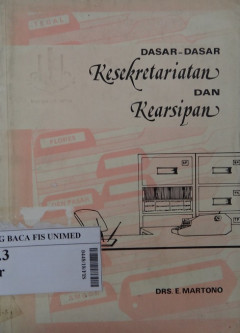 DASAR-DASAR
Kesekretariatan
DAN
Kearsipan
G BACA FIS UNIMED
.3
r
DRS. E. MARTONO